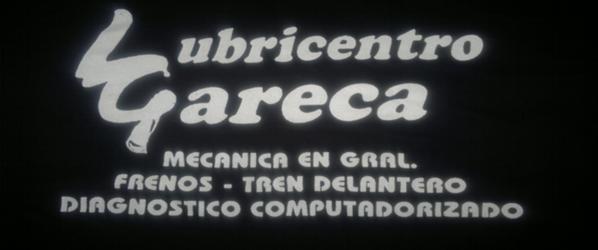 Lubricentro
Gareca
MECANICA EN GRAL.
FRENOS - TREN DELANTERO
DIAGNOSTICO COMPUTADORIZADO